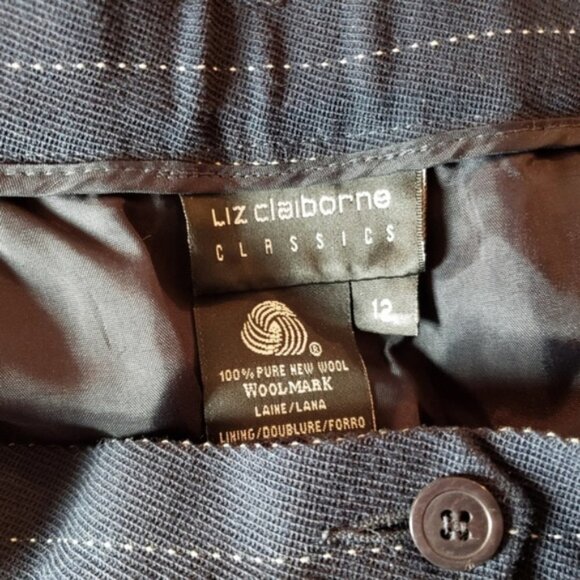 Liz claiborne
CLASSICS
12
®
100% PURE NEW WOOL
WOOLMARK
LAINE/LANA
LINING/DOUBLURE/FORRO